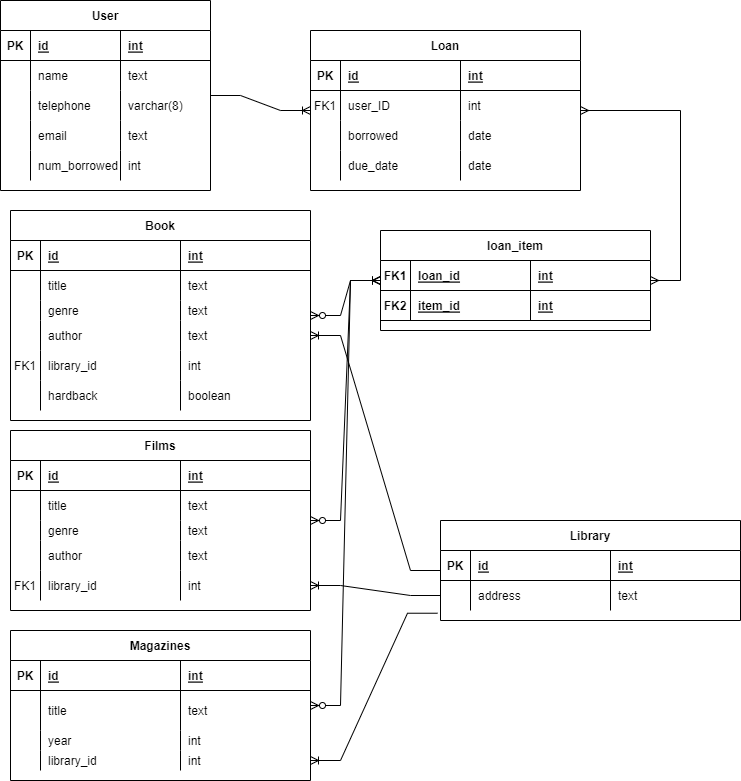 User
PK id int
name text
telephone varchar(8)
email text
num_borrowed int
Loan
PK id int
FK1 user_ID int
borrowed date
due_date date
Book
PK id int
title text
genre text
author text
FK1 library_id int
hardback boolean
loan_item
FK1 loan_id int
FK2 item_id int
Films
PK id int
title text
genre text
author text
FK1 library_id int
Library
PK id int
address text
Magazines
PK id int
title text
year int
library_id int